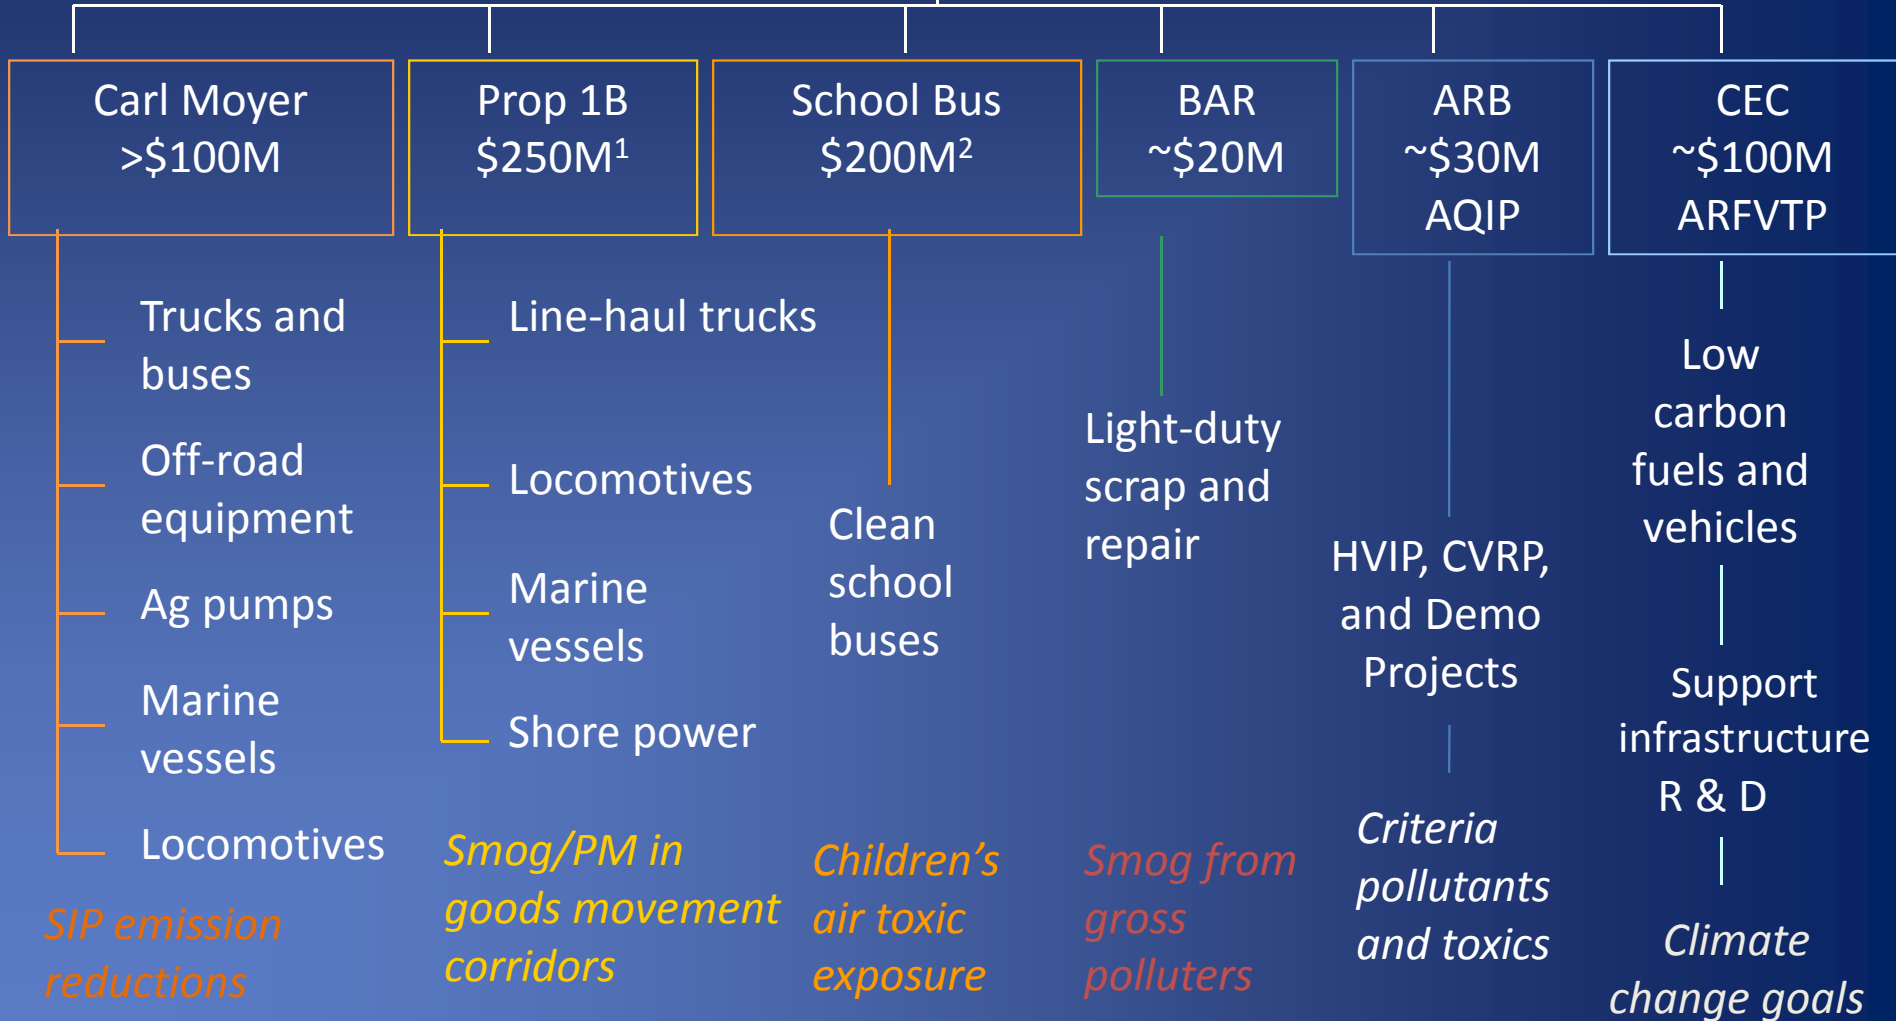 Carl Moyer
>$100M
Prop 1B
$250M¹
School Bus
$200M²
BAR
~$20M
ARB
~$30M
AQIP
CEC
~$100M
ARFVTP
Trucks and
buses
Off-road
equipment
Ag pumps
Marine
vessels
Locomotives
SIP emission
reductions
Line-haul trucks
Locomotives
Marine
vessels
Shore power
Smog/PM in
goods movement
corridors
Clean
school
buses
Children’s
air toxic
exposure
Light-duty
scrap and
repair
Smog from
gross
polluters
HVIP, CVRP,
and Demo
Projects
Criteria
pollutants
and toxics
Low
carbon
fuels and
vehicles
Support
infrastructure
R & D
Climate
change goals